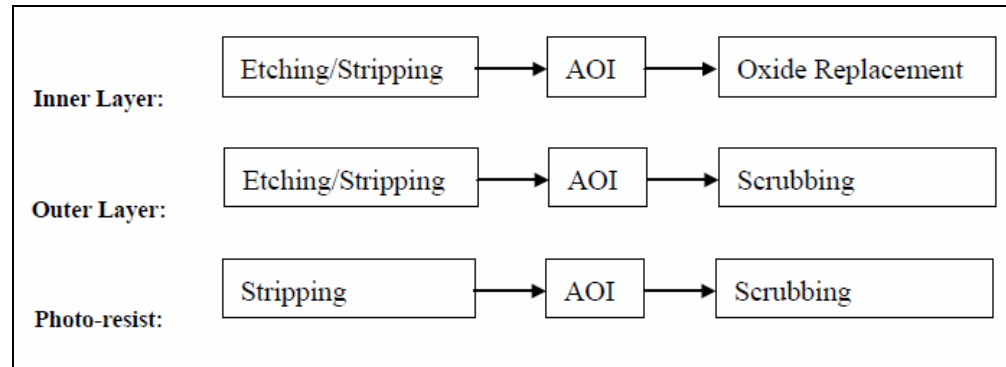 Etching/Stripping AOI Oxide Replacement
Inner Layer:
Etching/Stripping AOI Scrubbing
Outer Layer:
Stripping AOI Scrubbing
Photo-resist: